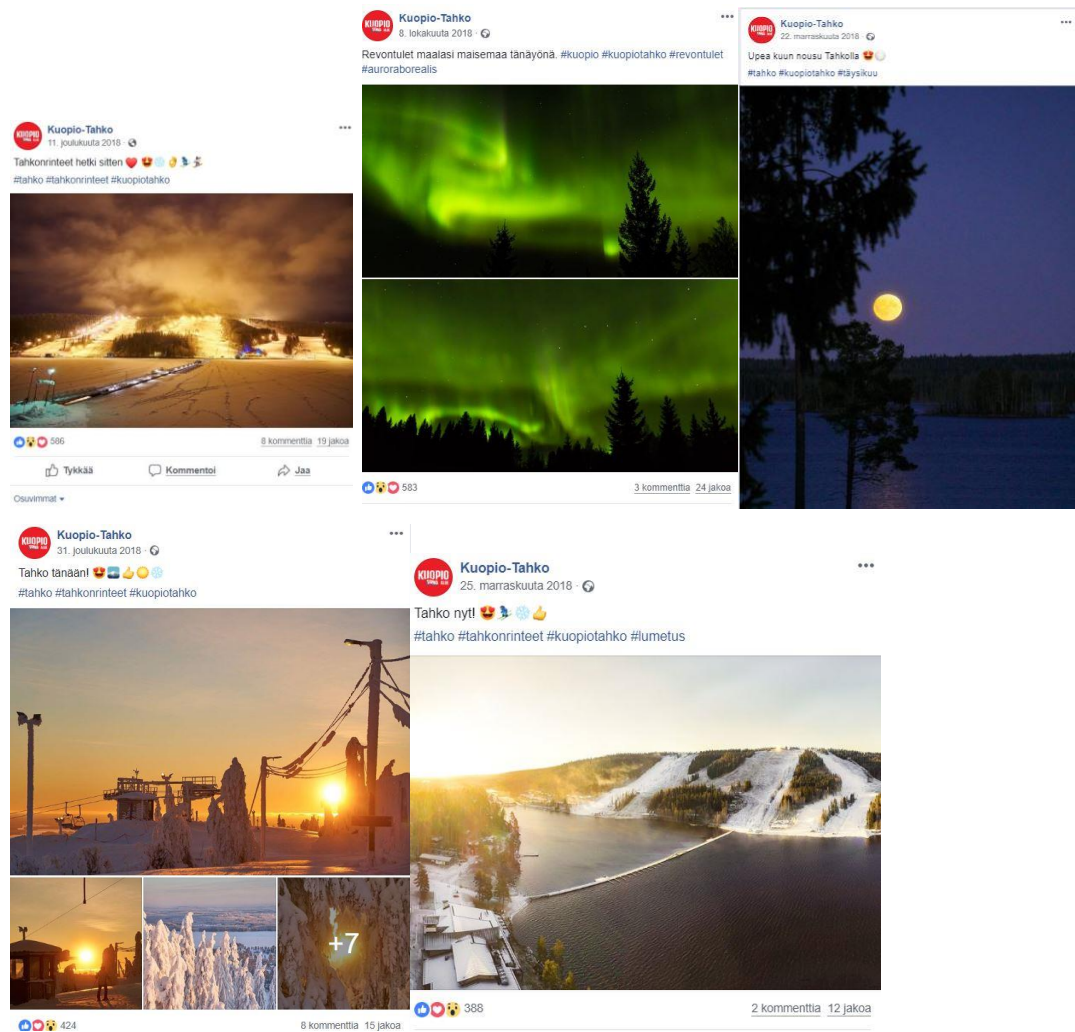 Kuopio-Tahko
11. joulukuuta 2018
Tahkonrinteet hetki sitten ❤️ 🤩❄️👌⛷🏂
#tahko #tahkonrinteet #kuopiotahko
586
8 kommenttia 19 jakoa
Tykkää Kommentoi Jaa
Osuvimmat
KUOPIO
Kuopio-Tahko
8. lokakuuta 2018
Revontulet maalasi maisemaa tänäyönä. #kuopio #kuopiotahko #revontulet
#auroraborealis
583
3 kommenttia 24 jakoa
KUOPIO
Kuopio-Tahko
22. marraskuuta 2018
Upea kuun nousu Tahkolla 🤩🌕
#tahko #kuopiotahko #täysikuu
KUOPIO
Kuopio-Tahko
31. joulukuuta 2018
Tahko tänään!
#tahko #tahkonrinteet #kuopiotahko
+7
424
8 kommenttia 15 jakoa
KUOPIO
Kuopio-Tahko
25. marraskuuta 2018
Tahko nyt!
#tahko #tahkonrinteet #kuopiotahko #lumetus
388
2 kommenttia 12 jakoa